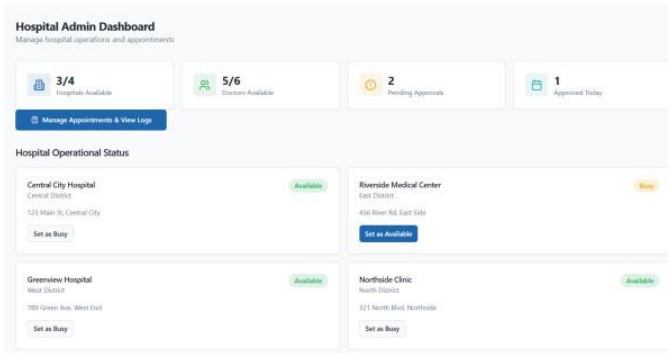 Hospital Admin Dashboard
Manage hospital operations and appointments
3/4
Hospitals Available
5/6
Doctors Available
2
Pending Approvals
1
Approved Today
Manage Appointments & View Logs
Hospital Operational Status
Central City Hospital
Available
Central District
123 Main St, Central City
Set as Busy
Riverside Medical Center
Busy
East District
456 River Rd, East Side
Set as Available
Greenview Hospital
Available
West District
789 Green Ave, West End
Set as Busy
Northside Clinic
Available
North District
321 North Blvd, Northside
Set as Busy